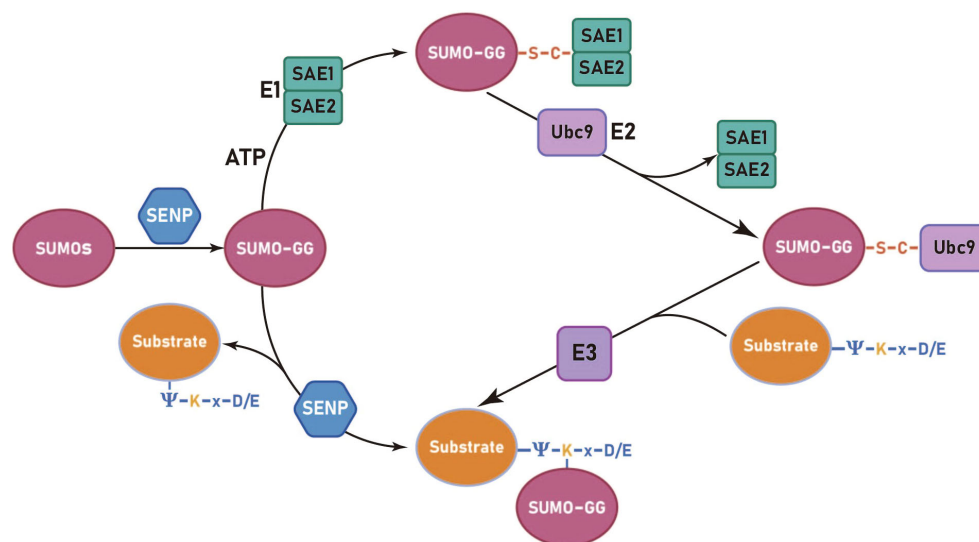 SUMO-GG
-S-C-
SAE1
SAE2
E1
SAE1
SAE2
Ubc9
E2
SAE1
SAE2
ATP
SUMOs
SENP
SUMO-GG
SUMO-GG
-S-C-
Ubc9
Substrate
Ψ-K-x-D/E
E3
Substrate
-Ψ-K-x-D/E
SENP
Substrate
-Ψ-K-x-D/E
SUMO-GG